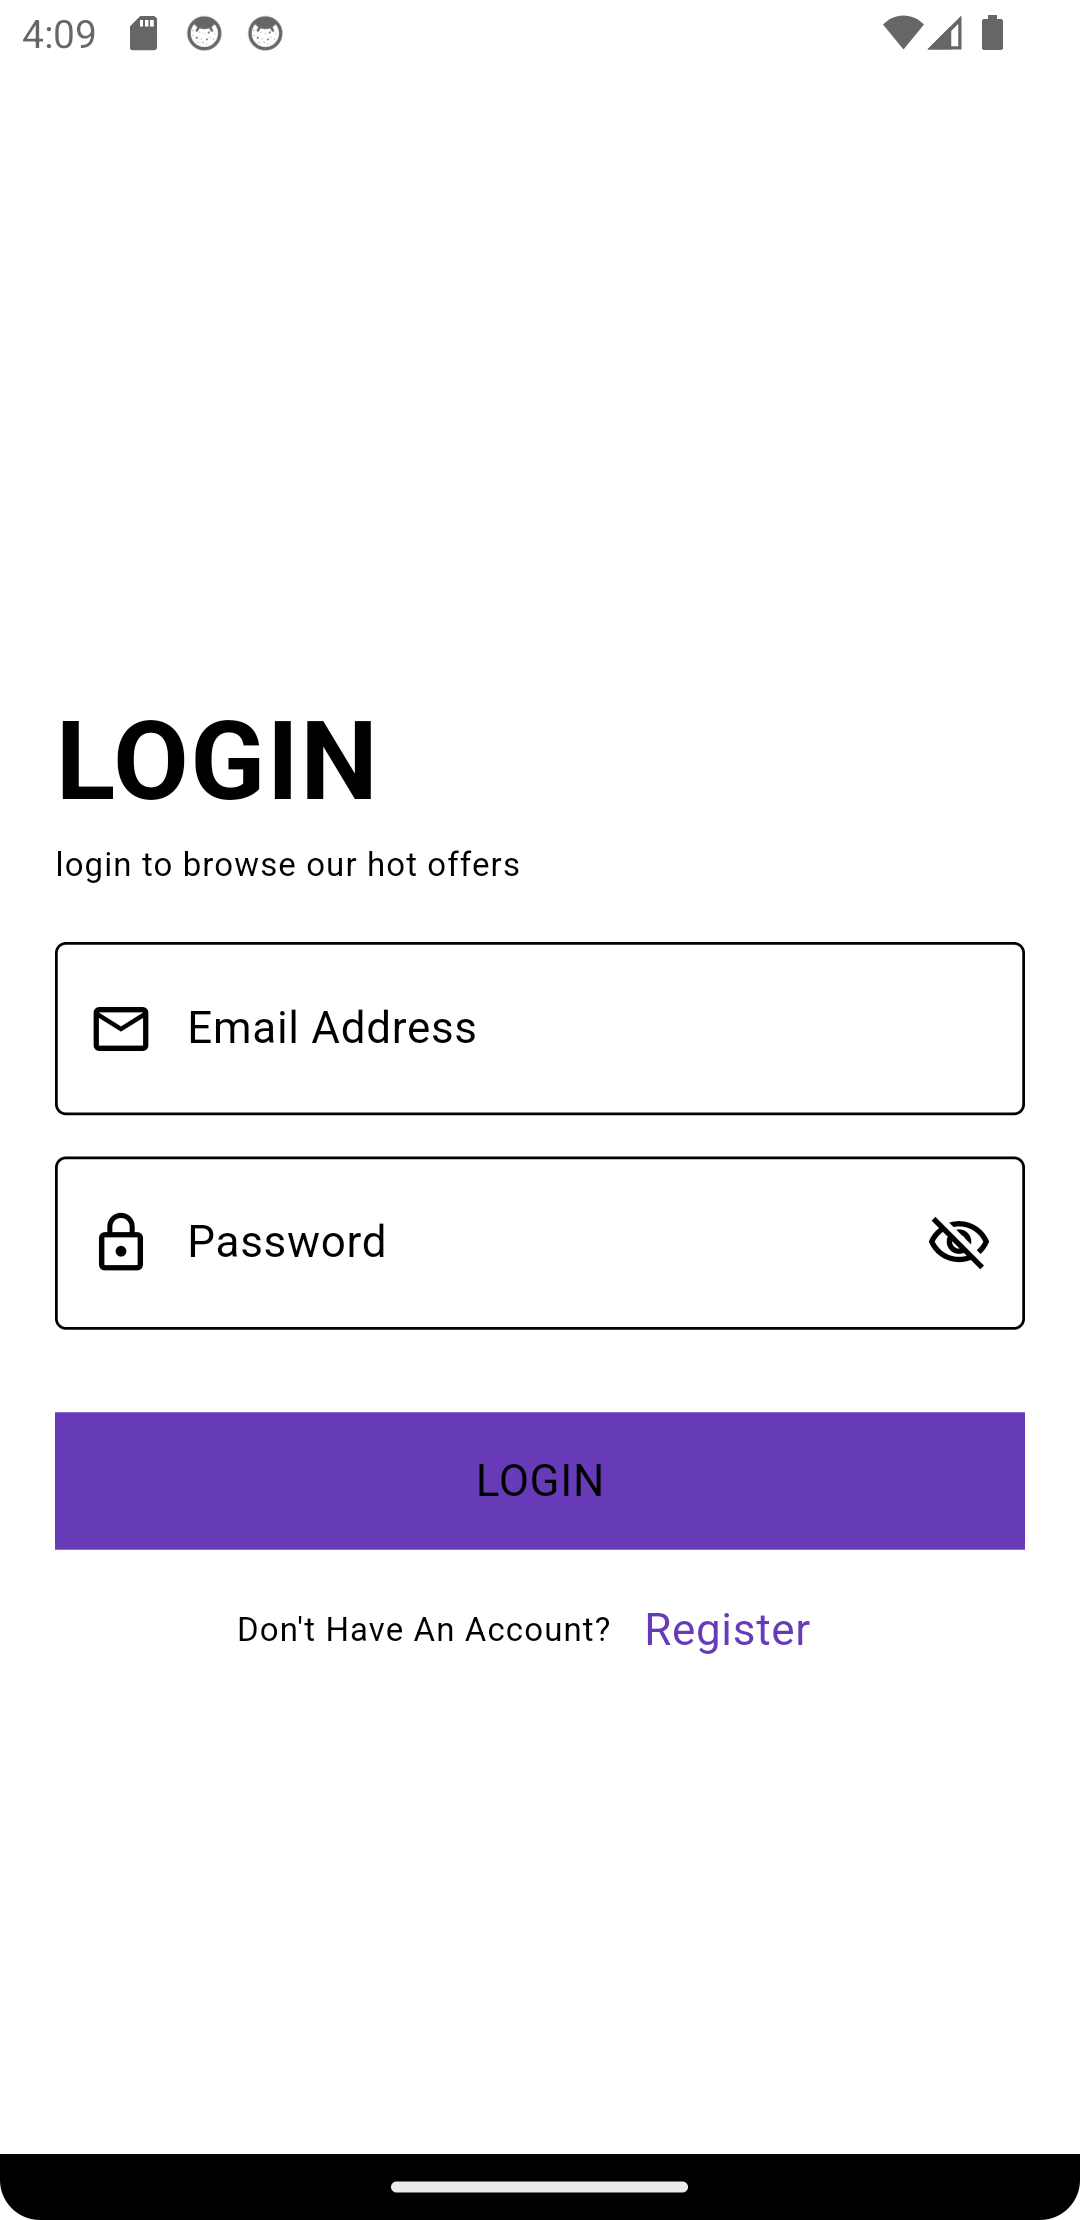 4:09
LOGIN
login to browse our hot offers
Email Address
Password
LOGIN
Don't Have An Account? Register